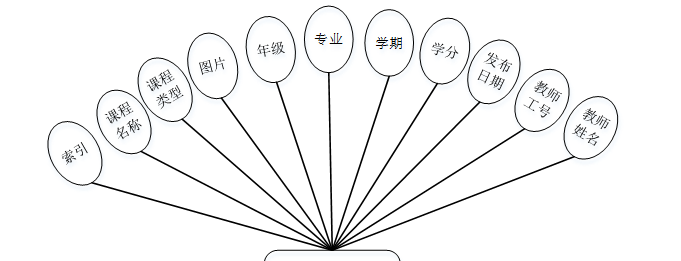 索引
课程
名称
课程
类型
图片
年级
专业
学期
学分
发布
日期
教师
工号
教师
姓名